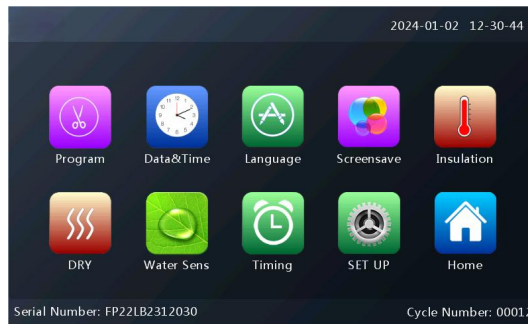 2024-01-02 12-30-44
Program Data&Time Language Screensave Insulation
DRY Water Sens Timing SET UP Home
Serial Number: FP22LB2312030 Cycle Number: 00012